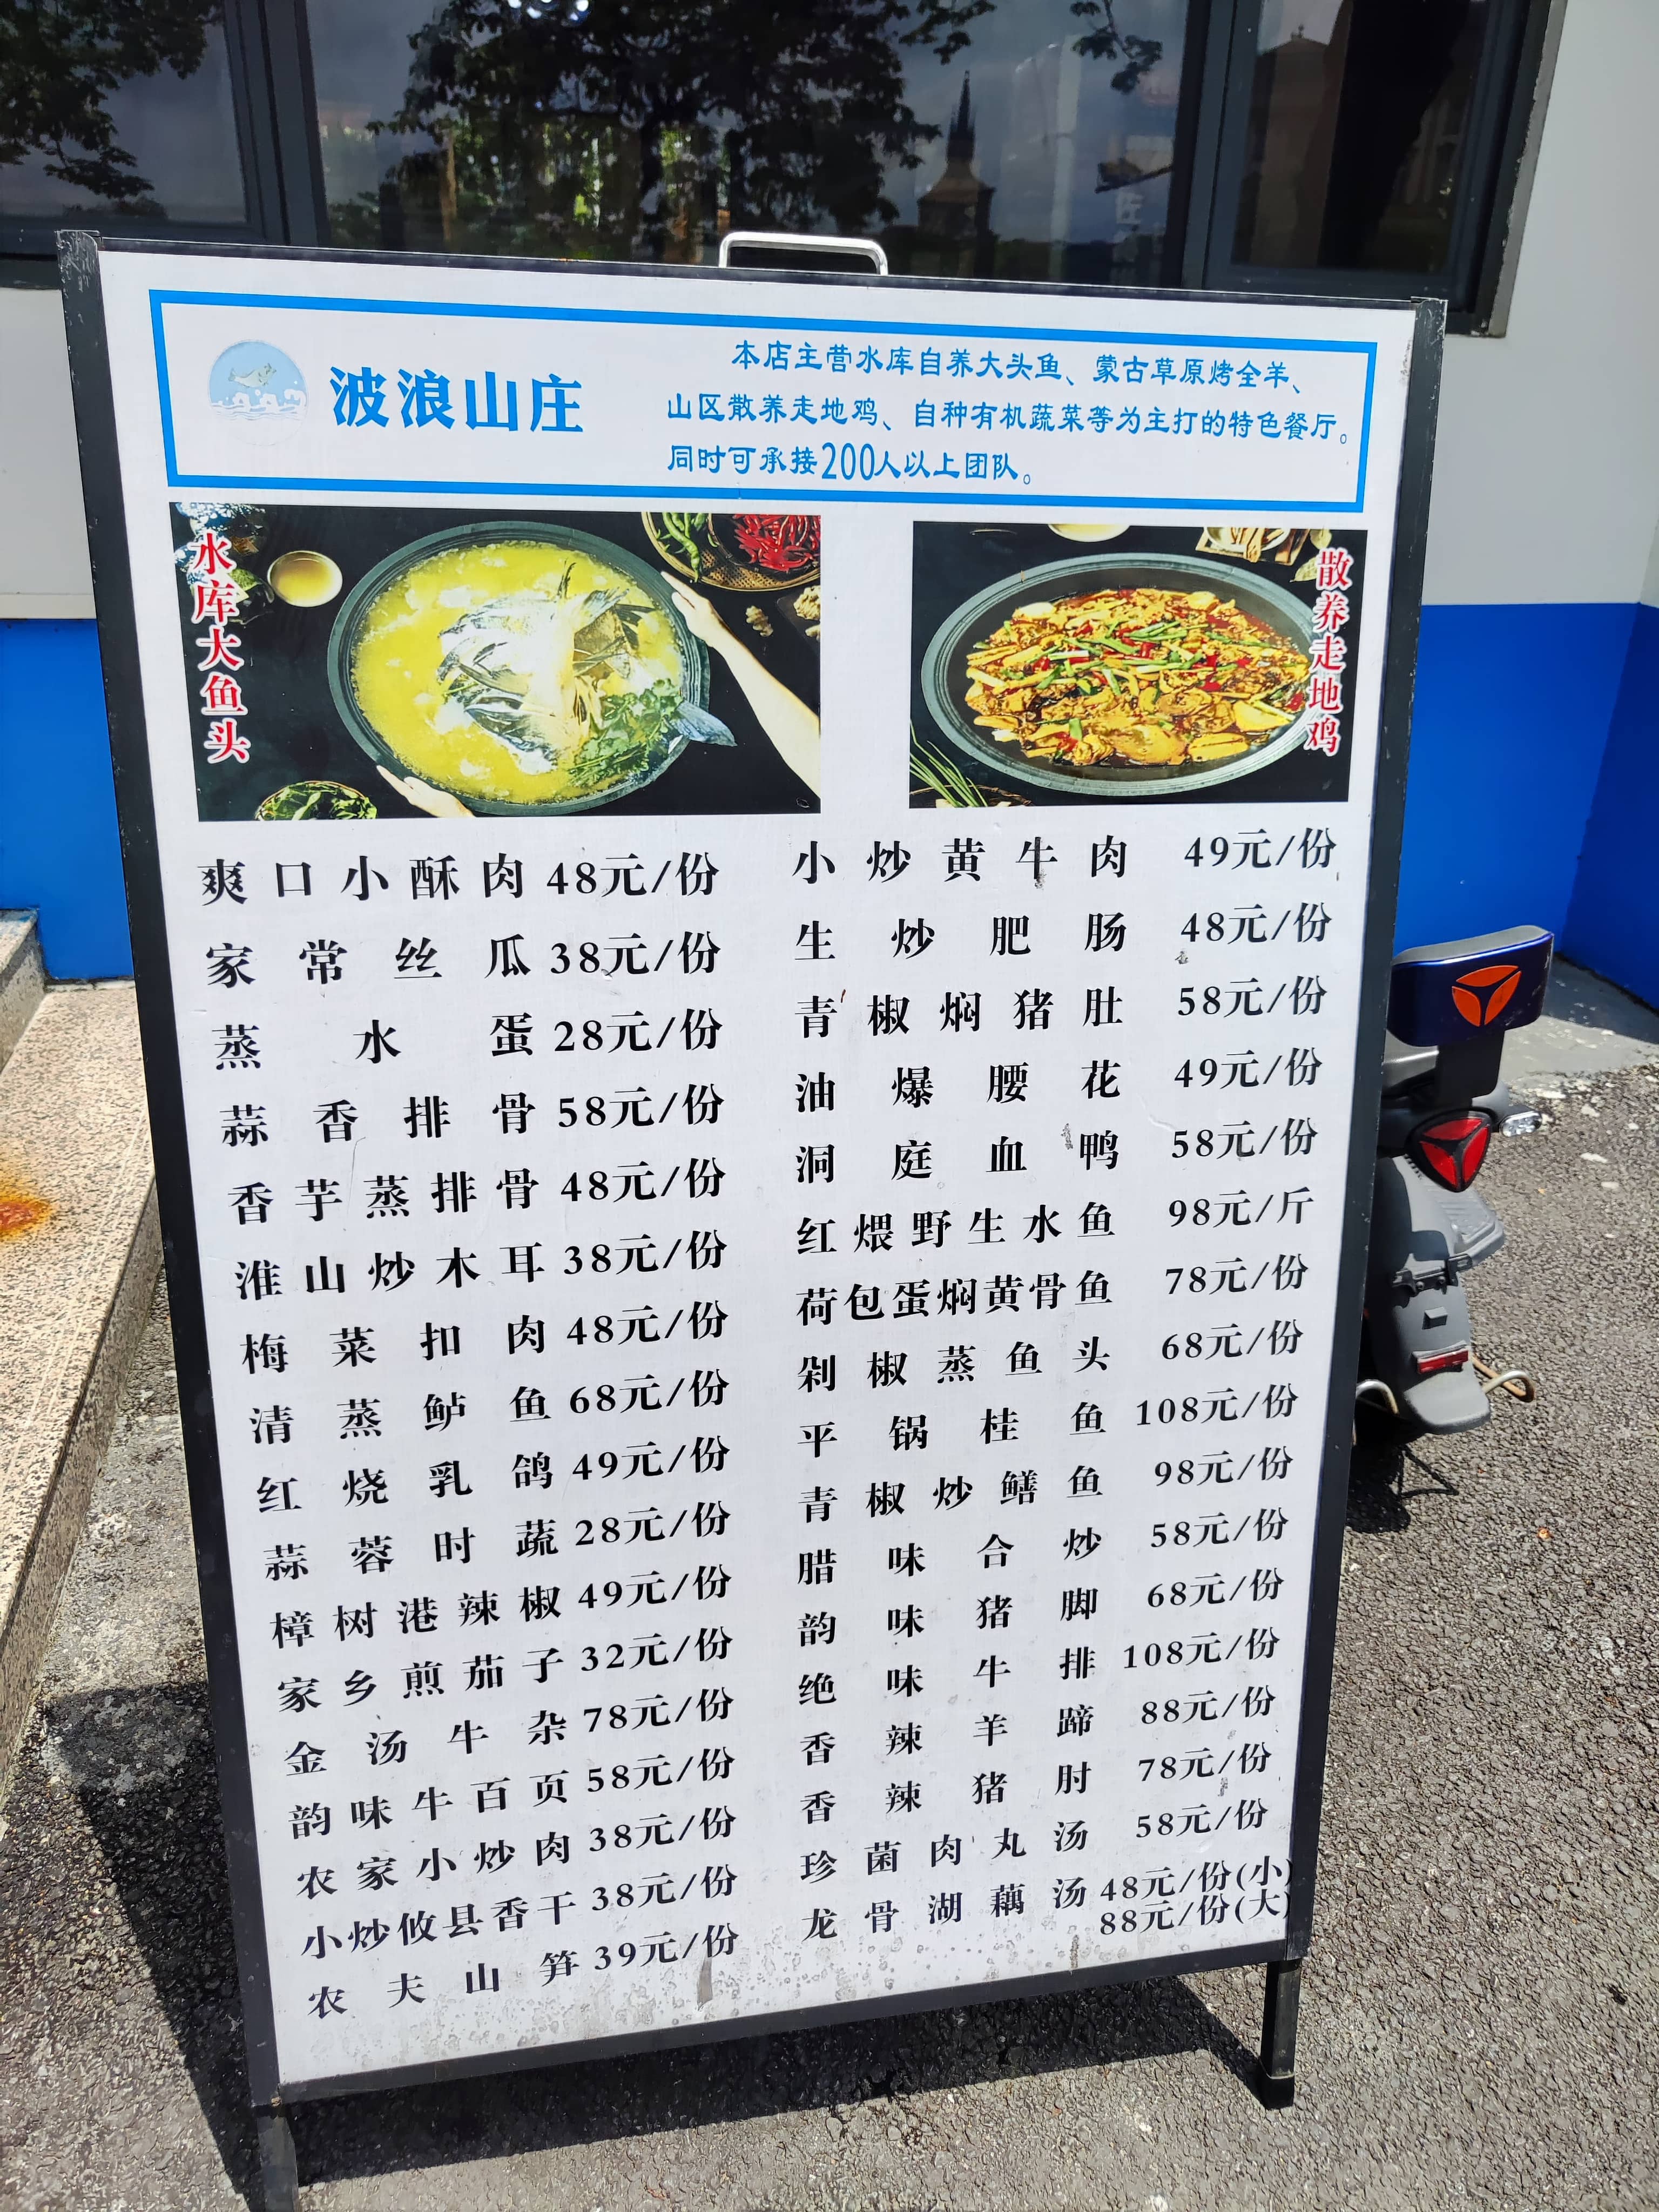 波浪山庄
本店主营水库自养大头鱼、蒙古草原烤全羊、
山区散养走地鸡、自种有机蔬菜等为主打的特色餐厅。
同时可承接200人以上团队。
水库大鱼头
散养走地鸡
爽口小酥肉 48元/份
家常丝瓜 38元/份
蒸水蛋 28元/份
蒜香排骨 58元/份
香芋蒸排骨 48元/份
淮山炒木耳 38元/份
梅菜扣肉 48元/份
清蒸鲈鱼 68元/份
红烧乳鸽 49元/份
蒜蓉时蔬 28元/份
樟树港辣椒 49元/份
家乡煎茄子 32元/份
金汤牛杂 78元/份
韵味牛百页 58元/份
农家小炒肉 38元/份
小炒攸县香干 38元/份
农夫山笋 39元/份
小炒黄牛肉 49元/份
生炒肥肠 48元/份
青椒焖猪肚 58元/份
油爆腰花 49元/份
洞庭血鸭 58元/份
红煨野生水鱼 98元/斤
荷包蛋焖黄骨鱼 78元/份
剁椒蒸鱼头 68元/份
平锅桂鱼 108元/份
青椒炒鳝鱼 98元/份
腊味合炒 58元/份
韵味猪脚 68元/份
绝味牛排 108元/份
香辣羊蹄 88元/份
香辣猪肘 78元/份
珍菌肉丸汤 58元/份
龙骨湖藕汤 48元/份(小)
88元/份(大)